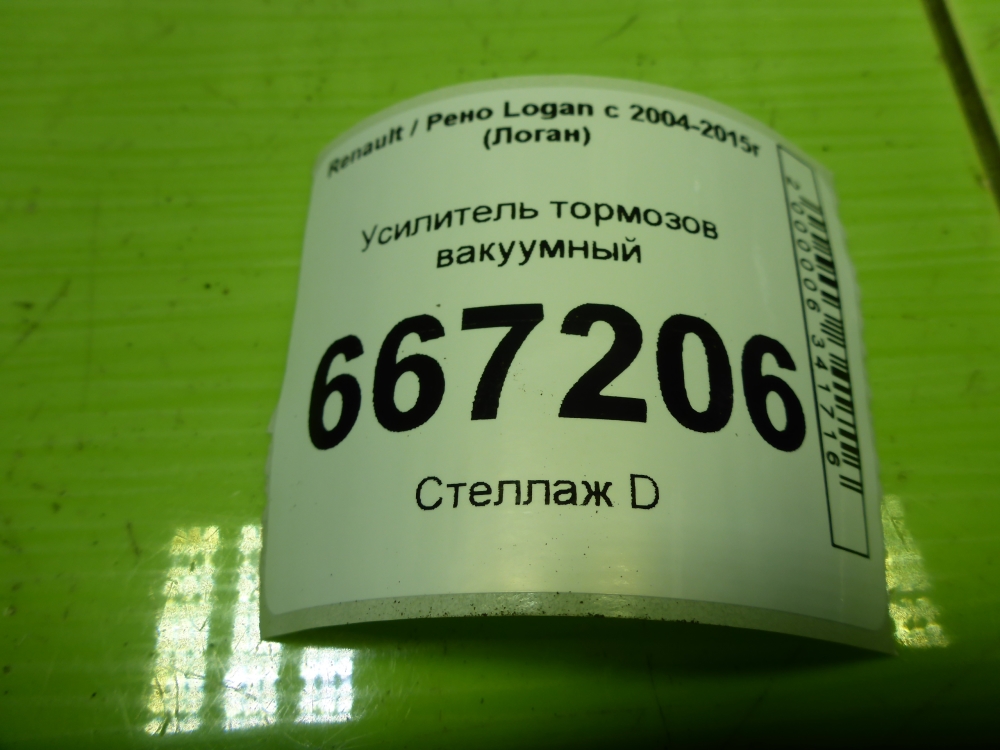 Renault / Рено Logan с 2004-2015г
(Логан)
Усилитель тормозов
вакуумный
667206
Стеллаж D
2000006341716